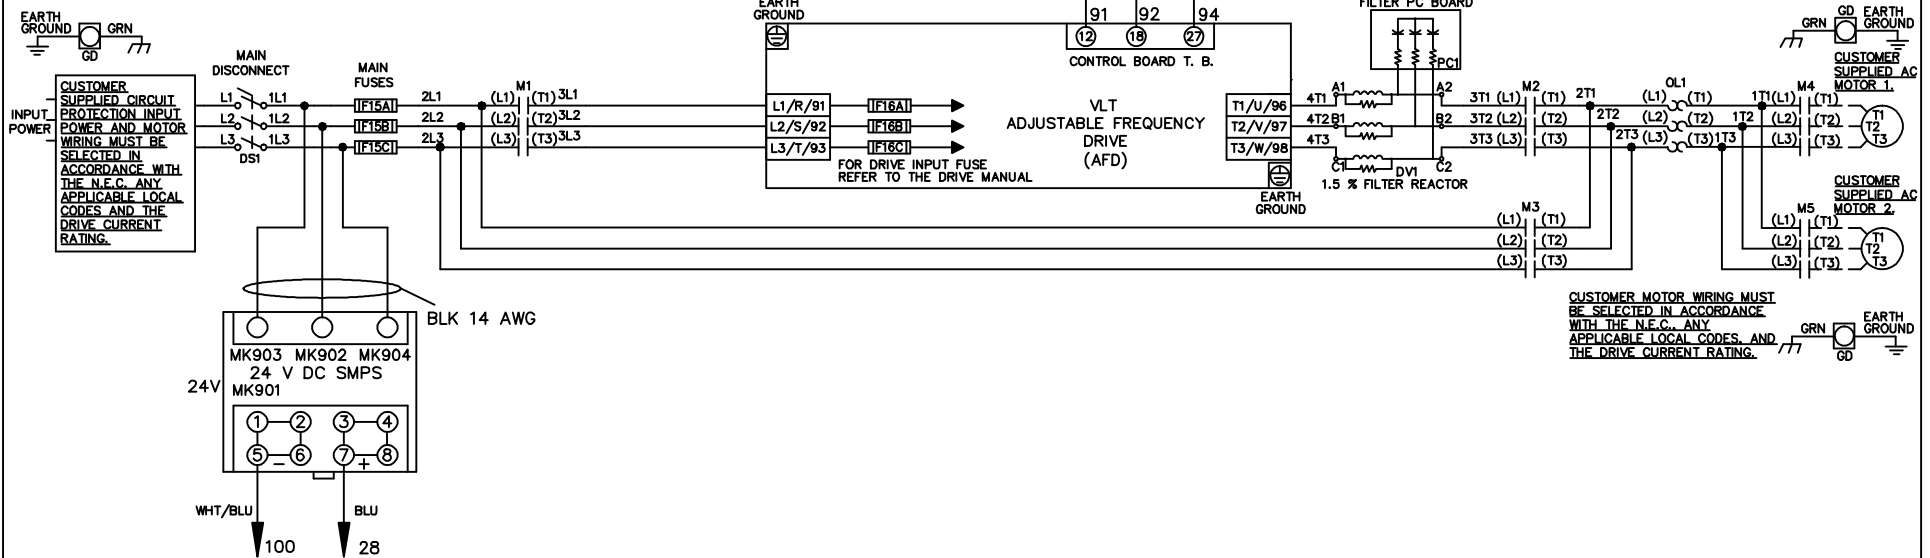 EARTH
GROUND
GRN
GD
MAIN
DISCONNECT
MAIN
FUSES
EARTH
GROUND
91
92
94
12
18
27
CONTROL BOARD T. B.
FILTER PC BOARD
PC1
GRN
GD
EARTH
GROUND
INPUT
POWER
CUSTOMER
SUPPLIED CIRCUIT
PROTECTION INPUT
POWER AND MOTOR
WIRING MUST BE
SELECTED IN
ACCORDANCE WITH
THE N.E.C. ANY
APPLICABLE LOCAL
CODES AND THE
DRIVE CURRENT
RATING.
L1
1L1
F15A
2L1
M1
(L1)
(T1)
3L1
L2
1L2
F15B
2L2
(L2)
(T2)
3L2
L3
1L3
F15C
2L3
(L3)
(T3)
3L3
DS1
L1/R/91
F16A
L2/S/92
F16B
L3/T/93
F16C
FOR DRIVE INPUT FUSE
REFER TO THE DRIVE MANUAL
VLT
ADJUSTABLE FREQUENCY
DRIVE
(AFD)
T1/U/96
T2/V/97
T3/W/98
EARTH
GROUND
4T1
A1
A2
4T2
B1
B2
4T3
C1
C2
DV1
1.5 % FILTER REACTOR
M2
3T1
(L1)
(T1)
2T1
3T2
(L2)
(T2)
2T2
3T3
(L3)
(T3)
2T3
OL1
(L1)
(T1)
1T1
(L2)
(T2)
1T2
(L3)
(T3)
1T3
M4
(L1)
(T1)
(L2)
(T2)
(L3)
(T3)
CUSTOMER
SUPPLIED AC
MOTOR 1.
T1
T2
T3
M3
(L1)
(T1)
(L2)
(T2)
(L3)
(T3)
M5
(L1)
(T1)
(L2)
(T2)
(L3)
(T3)
CUSTOMER
SUPPLIED AC
MOTOR 2.
T1
T2
T3
BLK 14 AWG
MK903 MK902 MK904
24 V DC SMPS
24V
MK901
1
2
3
4
5
6
7
8
-
+
WHT/BLU
BLU
100
28
CUSTOMER MOTOR WIRING MUST
BE SELECTED IN ACCORDANCE
WITH THE N.E.C., ANY
APPLICABLE LOCAL CODES, AND
THE DRIVE CURRENT RATING.
GRN
GD
EARTH
GROUND